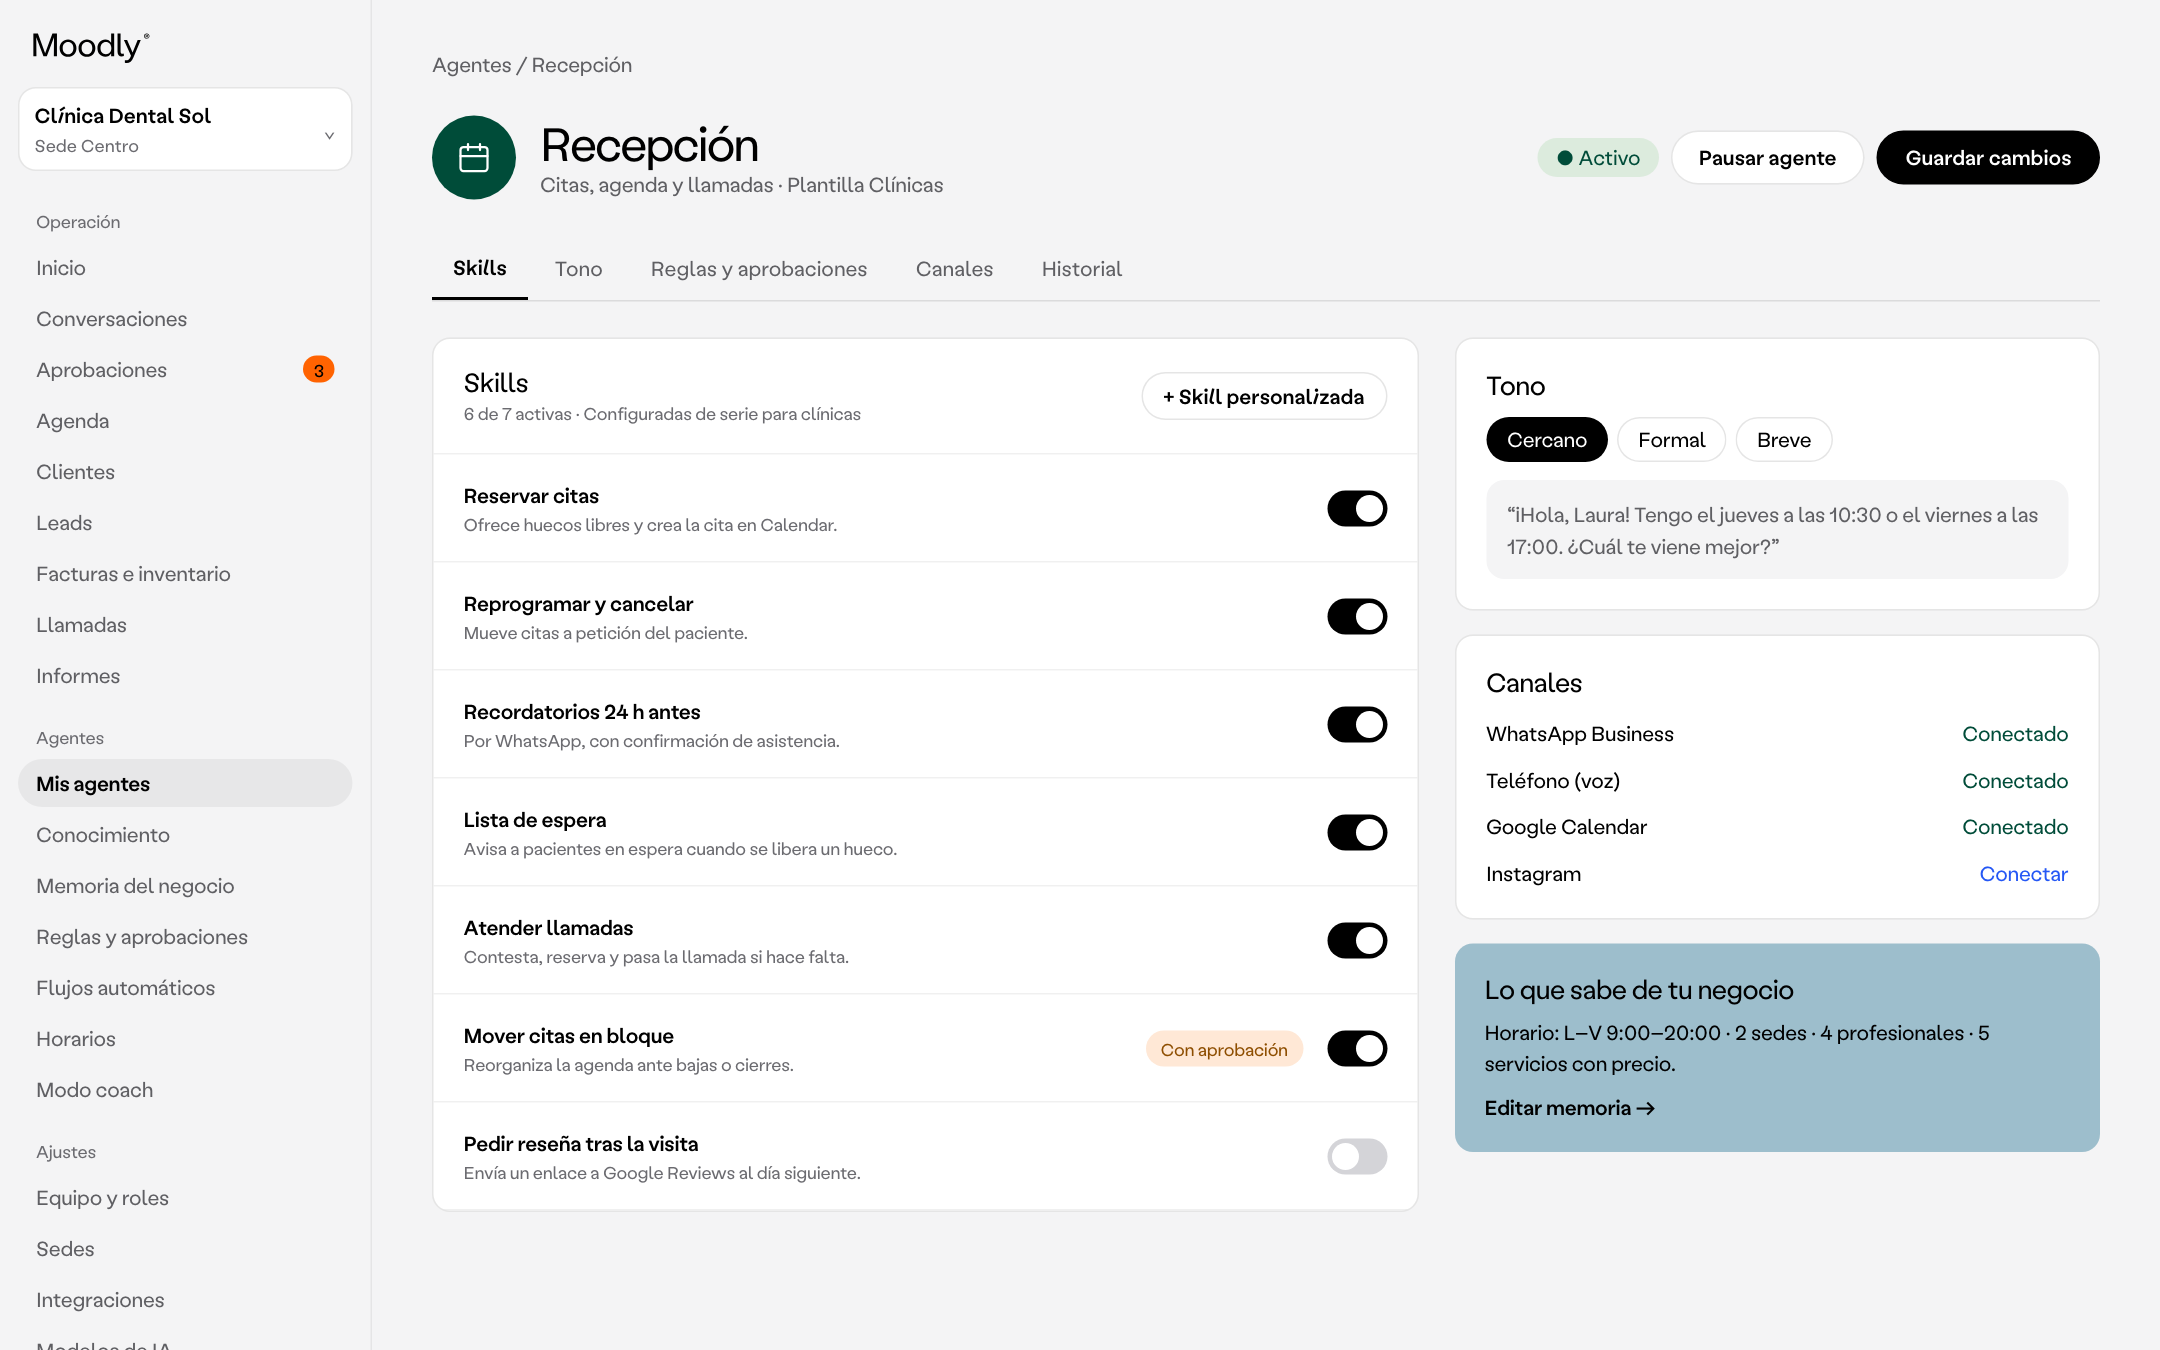 Moodly®
Clínica Dental Sol
Sede Centro
Operación
Inicio
Conversaciones
Aprobaciones 3
Agenda
Clientes
Leads
Facturas e inventario
Llamadas
Informes
Agentes
Mis agentes
Conocimiento
Memoria del negocio
Reglas y aprobaciones
Flujos automáticos
Horarios
Modo coach
Ajustes
Equipo y roles
Sedes
Integraciones
Modelos de IA
Agentes / Recepción
Recepción
Citas, agenda y llamadas · Plantilla Clínicas
Activo
Pausar agente
Guardar cambios
Skills Tono Reglas y aprobaciones Canales Historial
Skills
6 de 7 activas · Configuradas de serie para clínicas
+ Skill personalizada
Reservar citas
Ofrece huecos libres y crea la cita en Calendar.
Reprogramar y cancelar
Mueve citas a petición del paciente.
Recordatorios 24 h antes
Por WhatsApp, con confirmación de asistencia.
Lista de espera
Avisa a pacientes en espera cuando se libera un hueco.
Atender llamadas
Contesta, reserva y pasa la llamada si hace falta.
Mover citas en bloque
Reorganiza la agenda ante bajas o cierres.
Con aprobación
Pedir reseña tras la visita
Envía un enlace a Google Reviews al día siguiente.
Tono
Cercano Formal Breve
“¡Hola, Laura! Tengo el jueves a las 10:30 o el viernes a las
17:00. ¿Cuál te viene mejor?”
Canales
WhatsApp Business Conectado
Teléfono (voz) Conectado
Google Calendar Conectado
Instagram Conectar
Lo que sabe de tu negocio
Horario: L–V 9:00–20:00 · 2 sedes · 4 profesionales · 5
servicios con precio.
Editar memoria →